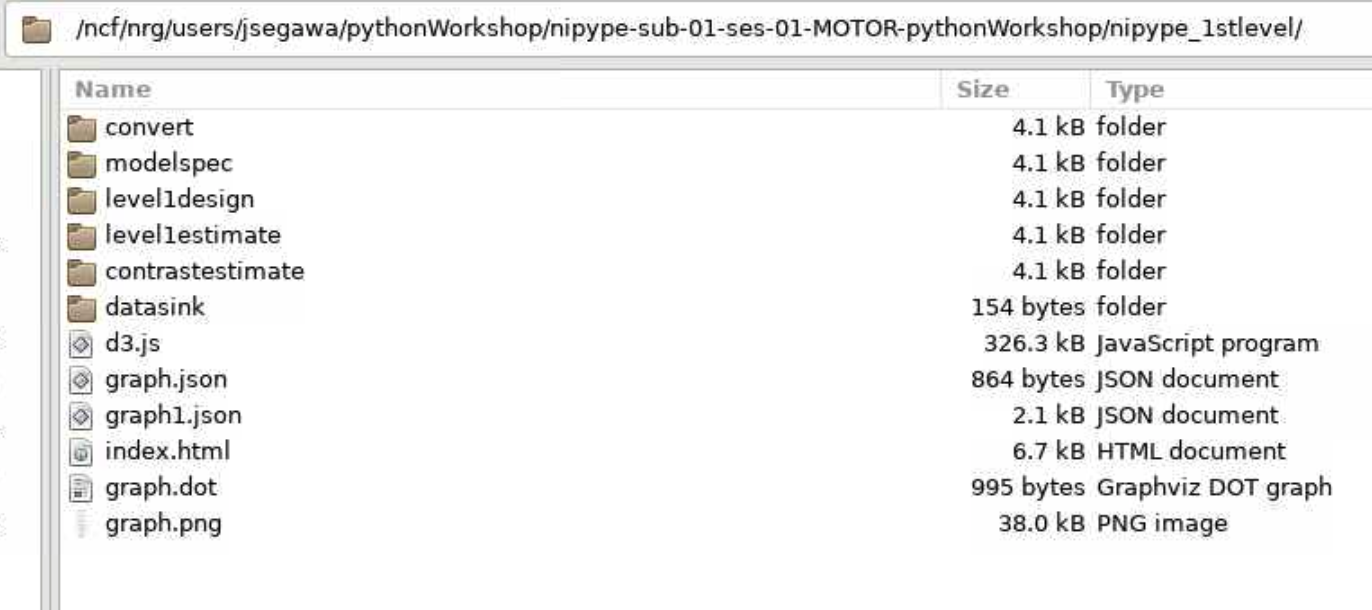 /ncf/nrg/users/jsegawa/pythonWorkshop/nipype-sub-01-ses-01-MOTOR-pythonWorkshop/nipype_1stlevel/
Name Size Type
convert 4.1 kB folder
modelspec 4.1 kB folder
level1design 4.1 kB folder
level1estimate 4.1 kB folder
contrastestimate 4.1 kB folder
datasink 154 bytes folder
d3.js 326.3 kB JavaScript program
graph.json 864 bytes JSON document
graph1.json 2.1 kB JSON document
index.html 6.7 kB HTML document
graph.dot 995 bytes Graphviz DOT graph
graph.png 38.0 kB PNG image